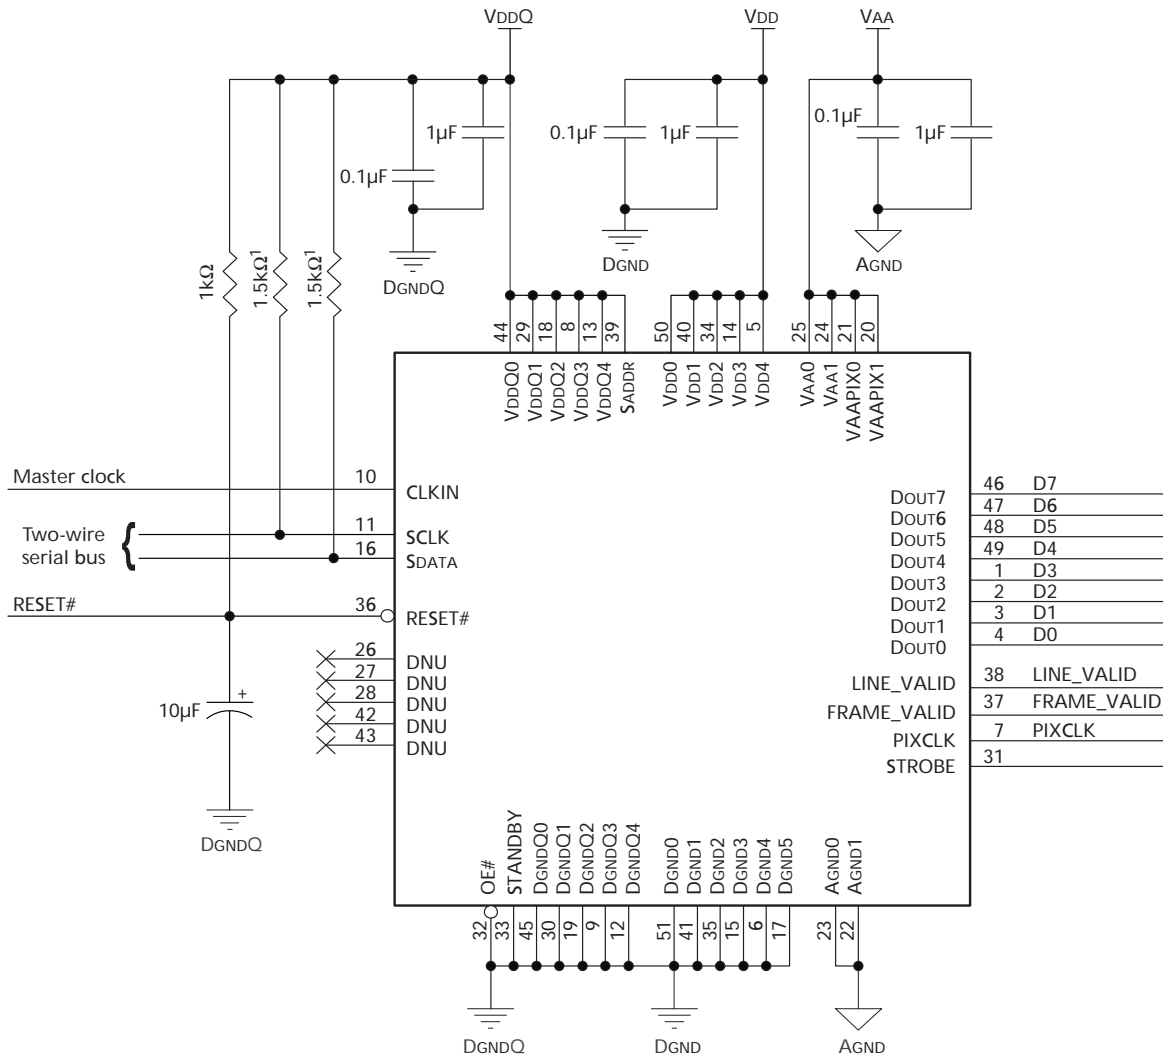 VDDQ
VDD
VAA
1µF
0.1µF
0.1µF
1µF
0.1µF
1µF
DGNDQ
DGND
AGND
1kΩ
1.5kΩ¹
1.5kΩ¹
44
29
18
8
13
39
50
40
34
14
5
25
24
21
20
VDDQ0
VDDQ1
VDDQ2
VDDQ3
VDDQ4
SADDR
VDD0
VDD1
VDD2
VDD3
VDD4
VAA0
VAA1
VAAPIX0
VAAPIX1
Master clock
10
CLKIN
Two-wire
serial bus
{
11
SCLK
16
SDATA
RESET#
36
RESET#
26
DNU
27
DNU
28
DNU
42
DNU
43
DNU
10µF
+
DGNDQ
DOUT7
46 D7
DOUT6
47 D6
DOUT5
48 D5
DOUT4
49 D4
DOUT3
1 D3
DOUT2
2 D2
DOUT1
3 D1
DOUT0
4 D0
LINE_VALID
38 LINE_VALID
FRAME_VALID
37 FRAME_VALID
PIXCLK
7 PIXCLK
STROBE
31
OE#
STANDBY
DGNDQ0
DGNDQ1
DGNDQ2
DGNDQ3
DGNDQ4
DGND0
DGND1
DGND2
DGND3
DGND4
DGND5
AGND0
AGND1
32
33
45
30
19
9
12
51
41
35
15
6
17
23
22
DGNDQ
DGND
AGND